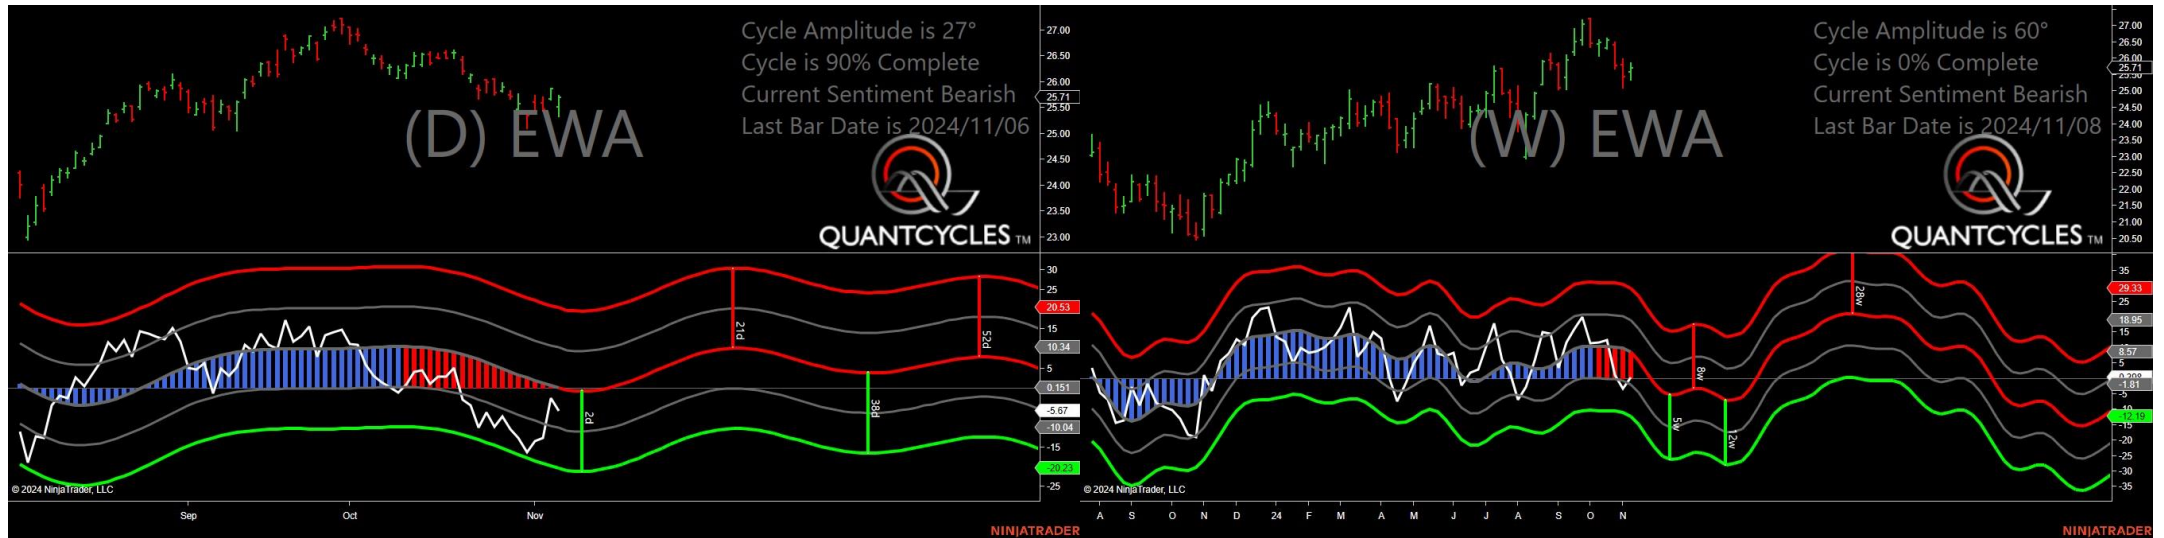 Cycle Amplitude is 27°
Cycle is 90% Complete
Current Sentiment Bearish
Last Bar Date is 2024/11/06
(D) EWA
QUANTCYCLES TM
27.00
26.50
26.00
25.71
25.50
25.00
24.50
24.00
23.50
23.00
30
25
20.53
15
10.34
5
0.151
-5.67
-10.04
-15
-20.23
-25
21d
52d
2d
38d
© 2024 NinjaTrader, LLC
Sep
Oct
Nov
NINJATRADER
Cycle Amplitude is 60°
Cycle is 0% Complete
Current Sentiment Bearish
Last Bar Date is 2024/11/08
(W) EWA
QUANTCYCLES TM
27.00
26.50
26.00
25.71
25.50
25.00
24.50
24.00
23.50
23.00
22.50
22.00
21.50
21.00
20.50
35
29.33
25
18.95
15
8.57
5
-1.81
-5
-12.19
-15
-20
-25
-30
-35
28w
8w
5w
12w
© 2024 NinjaTrader, LLC
A S O N D 24 F M A M J J A S O N
NINJATRADER